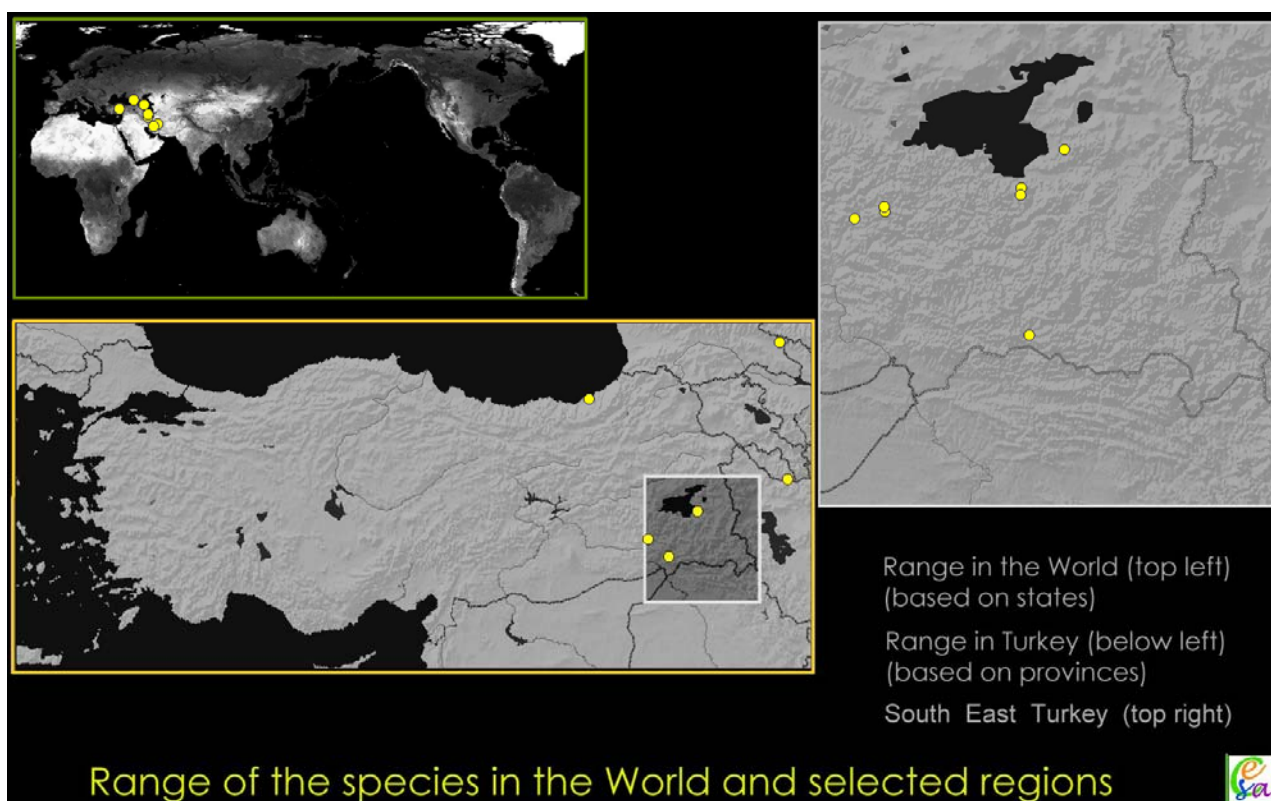 Range in the World (top left)
(based on states)
Range in Turkey (below left)
(based on provinces)
South East Turkey (top right)
Range of the species in the World and selected regions
esa